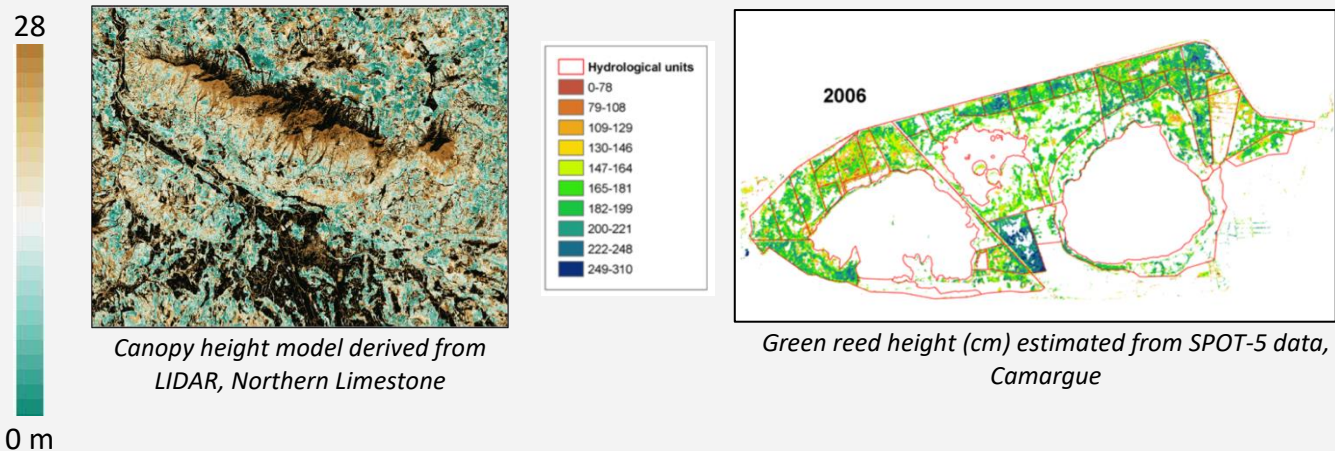 28
0 m
Canopy height model derived from
LIDAR, Northern Limestone
Hydrological units
0-78
79-108
109-129
130-146
147-164
165-181
182-199
200-221
222-248
249-310
2006
Green reed height (cm) estimated from SPOT-5 data,
Camargue